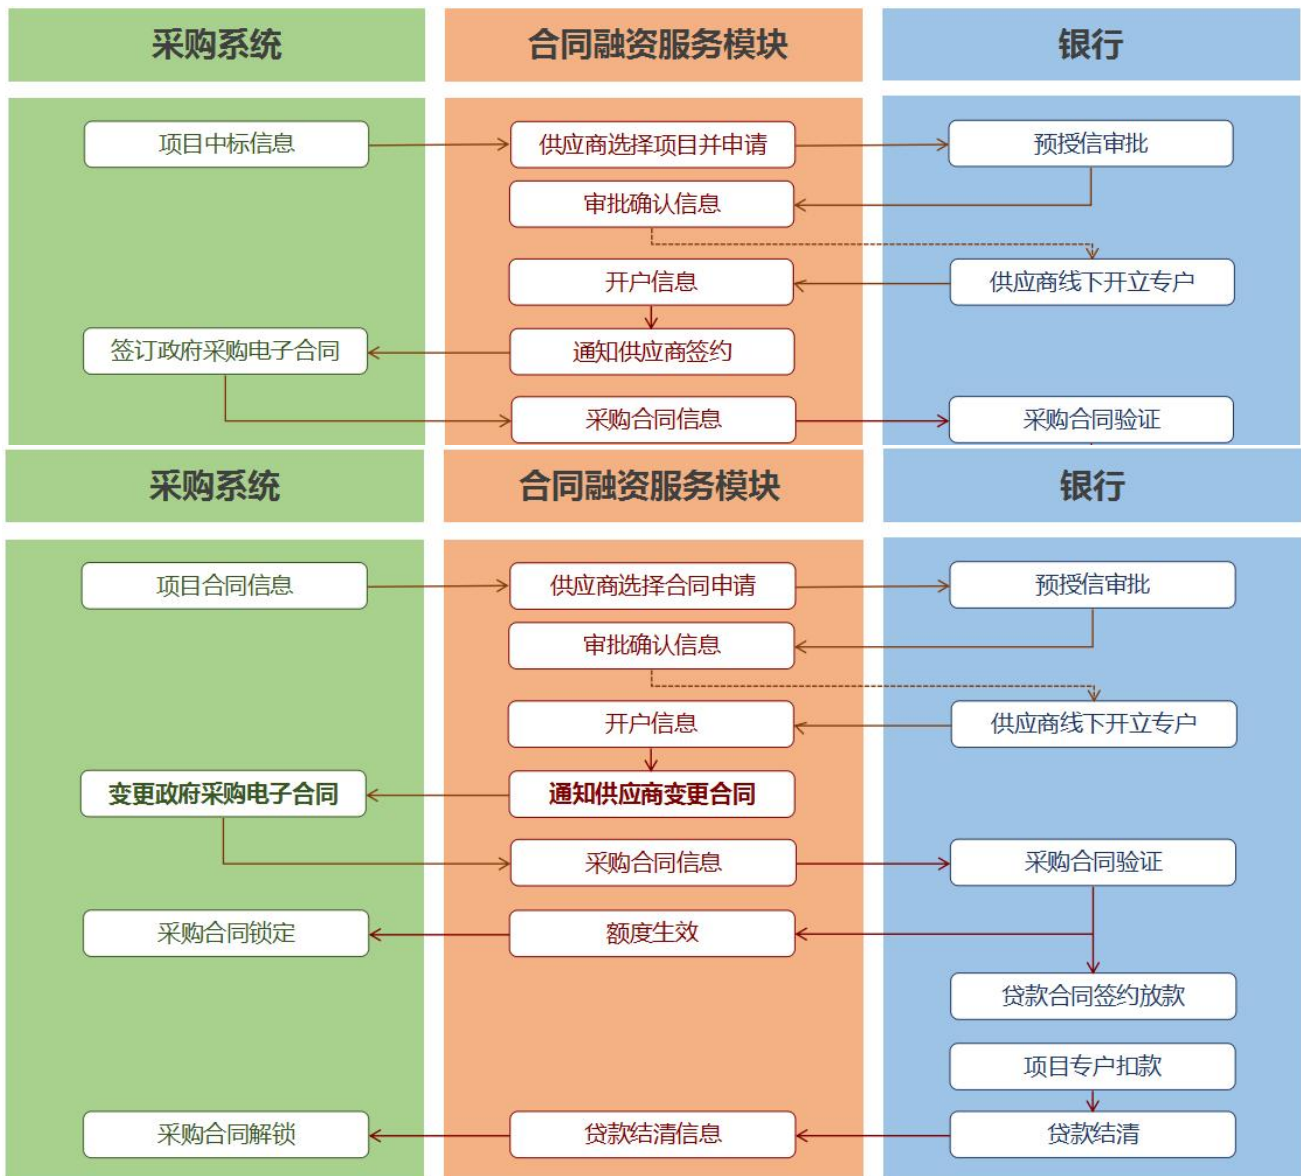 采购系统
合同融资服务模块
银行
项目中标信息
供应商选择项目并申请
预授信审批
审批确认信息
开户信息
供应商线下开立专户
签订政府采购电子合同
通知供应商签约
采购合同信息
采购合同验证
采购系统
合同融资服务模块
银行
项目合同信息
供应商选择合同申请
预授信审批
审批确认信息
开户信息
供应商线下开立专户
变更政府采购电子合同
通知供应商变更合同
采购合同信息
采购合同验证
采购合同锁定
额度生效
贷款合同签约放款
项目专户扣款
采购合同解锁
贷款结清信息
贷款结清